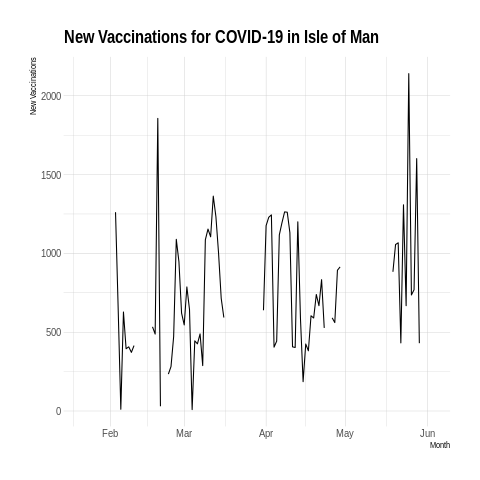 New Vaccinations for COVID-19 in Isle of Man
New Vaccinations
2000
1500
1000
500
0
Feb Mar Apr May Jun
Month